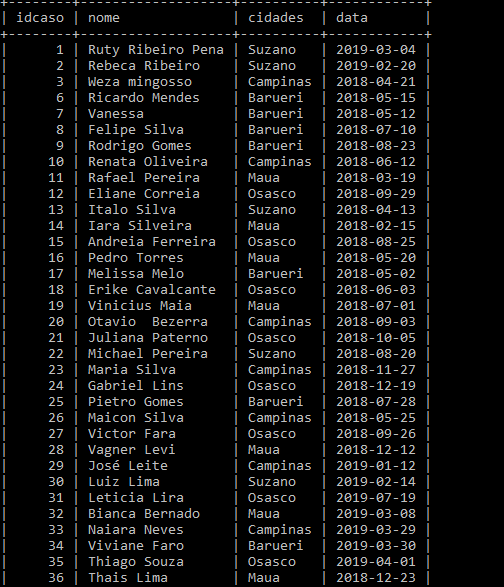 | idcaso | nome | cidades | data |
| 1 | Ruty Ribeiro Pena | Suzano | 2019-03-04 |
| 2 | Rebeca Ribeiro | Suzano | 2019-02-20 |
| 3 | Weza mingosso | Campinas | 2018-04-21 |
| 6 | Ricardo Mendes | Barueri | 2018-05-15 |
| 7 | Vanessa | Barueri | 2018-05-12 |
| 8 | Felipe Silva | Barueri | 2018-07-10 |
| 9 | Rodrigo Gomes | Barueri | 2018-08-23 |
| 10 | Renata Oliveira | Campinas | 2018-06-12 |
| 11 | Rafael Pereira | Maua | 2018-03-19 |
| 12 | Eliane Correia | Osasco | 2018-09-29 |
| 13 | Italo Silva | Suzano | 2018-04-13 |
| 14 | Iara Silveira | Maua | 2018-02-15 |
| 15 | Andreia Ferreira | Osasco | 2018-08-25 |
| 16 | Pedro Torres | Maua | 2018-05-20 |
| 17 | Melissa Melo | Barueri | 2018-05-02 |
| 18 | Erike Cavalcante | Osasco | 2018-06-03 |
| 19 | Vinicius Maia | Maua | 2018-07-01 |
| 20 | Otavio  Bezerra | Campinas | 2018-09-03 |
| 21 | Juliana Paterno | Osasco | 2018-10-05 |
| 22 | Michael Pereira | Suzano | 2018-08-20 |
| 23 | Maria Silva | Campinas | 2018-11-27 |
| 24 | Gabriel Lins | Osasco | 2018-12-19 |
| 25 | Pietro Gomes | Barueri | 2018-07-28 |
| 26 | Maicon Silva | Campinas | 2018-05-25 |
| 27 | Victor Fara | Osasco | 2018-09-26 |
| 28 | Vagner Levi | Maua | 2018-12-12 |
| 29 | José Leite | Campinas | 2019-01-12 |
| 30 | Luiz Lima | Suzano | 2019-02-14 |
| 31 | Leticia Lira | Osasco | 2019-07-19 |
| 32 | Bianca Bernado | Maua | 2019-03-08 |
| 33 | Naiara Neves | Campinas | 2019-03-29 |
| 34 | Viviane Faro | Barueri | 2019-03-30 |
| 35 | Thiago Souza | Osasco | 2019-04-01 |
| 36 | Thais Lima | Maua | 2018-12-23 |